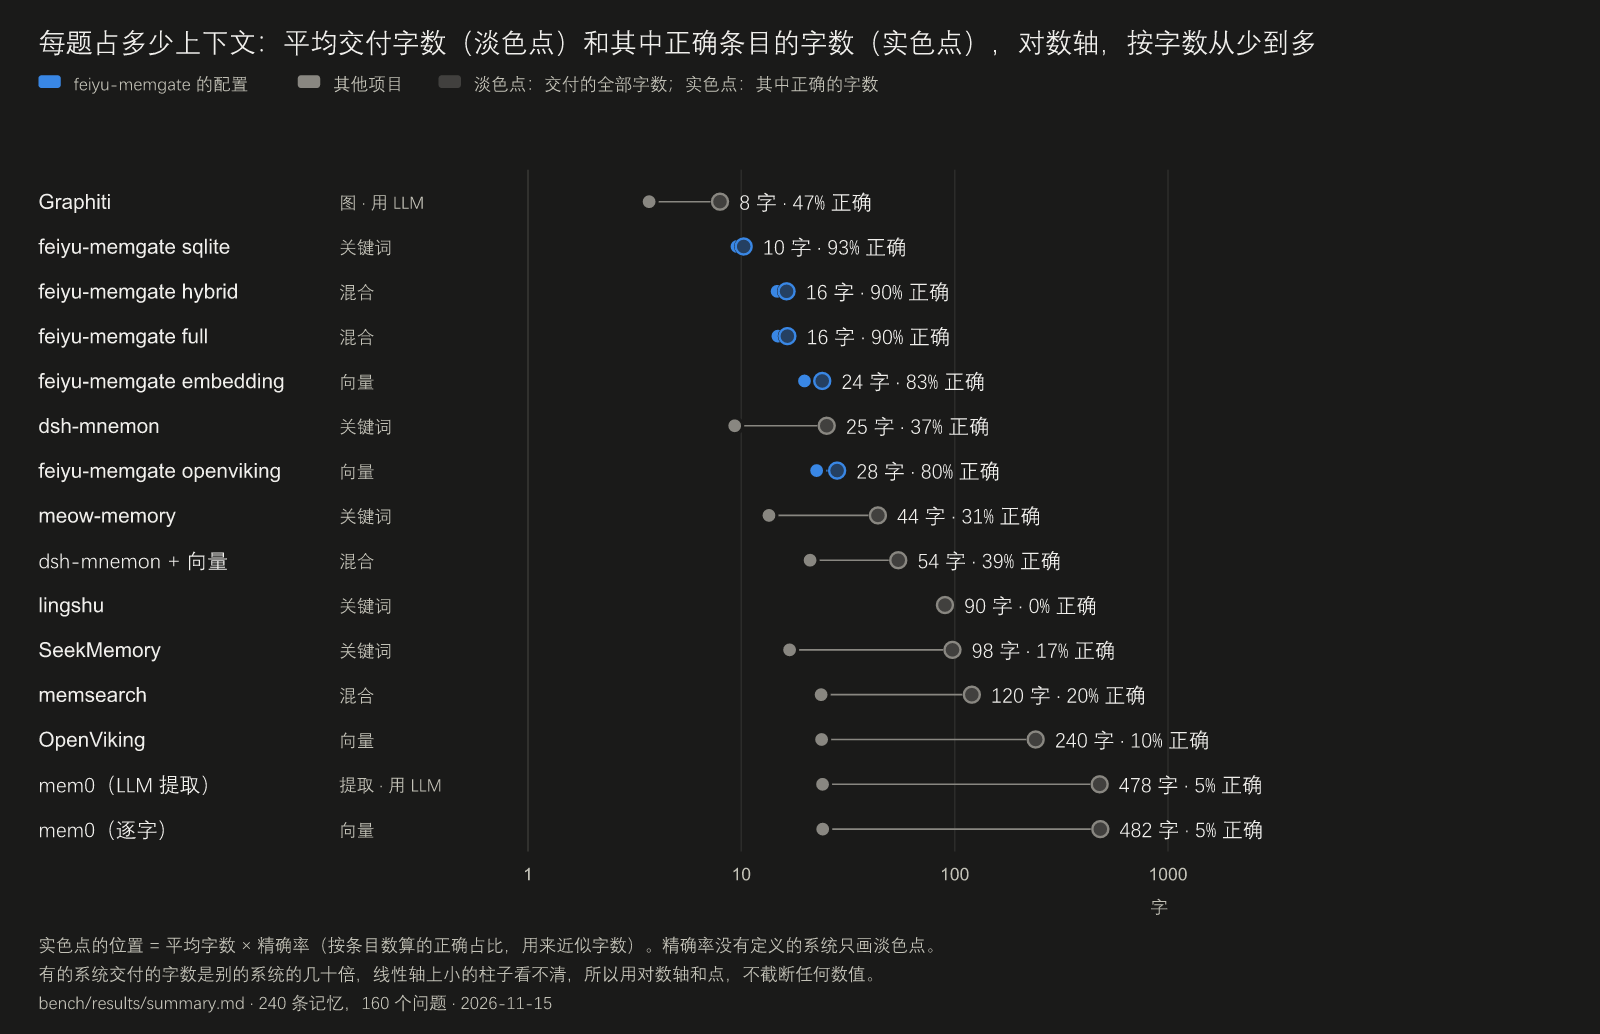 每题占多少上下文：平均交付字数（淡色点）和其中正确条目的字数（实色点），对数轴，按字数从少到多
feiyu-memgate 的配置 其他项目 淡色点：交付的全部字数；实色点：其中正确的字数
Graphiti 图 · 用 LLM 8 字 · 47% 正确
feiyu-memgate sqlite 关键词 10 字 · 93% 正确
feiyu-memgate hybrid 混合 16 字 · 90% 正确
feiyu-memgate full 混合 16 字 · 90% 正确
feiyu-memgate embedding 向量 24 字 · 83% 正确
dsh-mnemon 关键词 25 字 · 37% 正确
feiyu-memgate openviking 向量 28 字 · 80% 正确
meow-memory 关键词 44 字 · 31% 正确
dsh-mnemon + 向量 混合 54 字 · 39% 正确
lingshu 关键词 90 字 · 0% 正确
SeekMemory 关键词 98 字 · 17% 正确
memsearch 混合 120 字 · 20% 正确
OpenViking 向量 240 字 · 10% 正确
mem0（LLM 提取） 提取 · 用 LLM 478 字 · 5% 正确
mem0（逐字） 向量 482 字 · 5% 正确
1 10 100 1000
字
实色点的位置 = 平均字数 × 精确率（按条目数算的正确占比，用来近似字数）。精确率没有定义的系统只画淡色点。
有的系统交付的字数是别的系统的几十倍，线性轴上小的柱子看不清，所以用对数轴和点，不截断任何数值。
bench/results/summary.md · 240 条记忆，160 个问题 · 2026-11-15